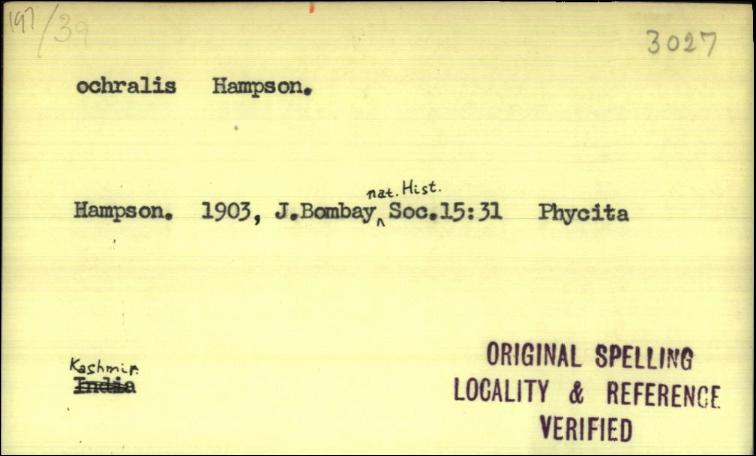 197/39
3027
ochralis Hampson.
nat. Hist.
Hampson. 1903, J.Bombay Soc.15:31 Phycita
Kashmir.
India
ORIGINAL SPELLING
LOCALITY & REFERENCE
VERIFIED